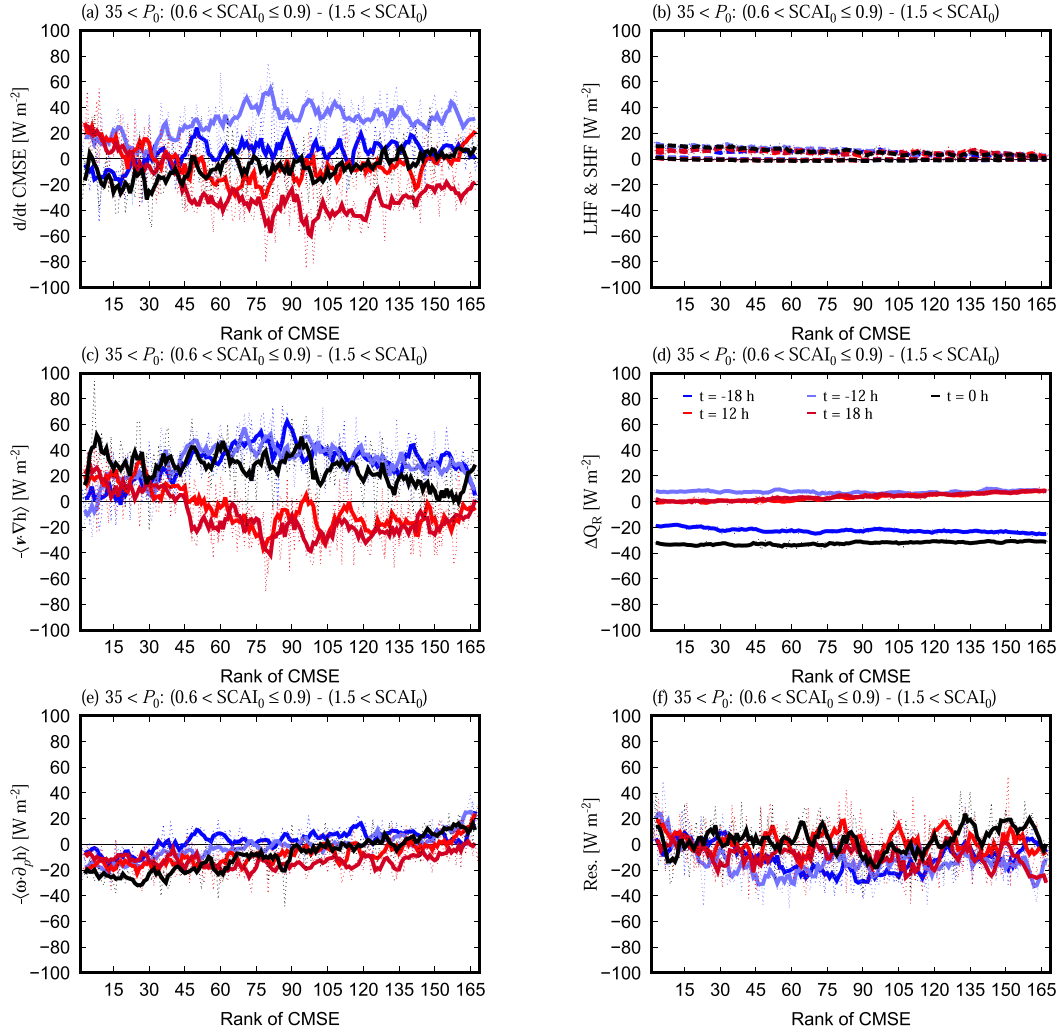 (a) 35 < P₀: (0.6 < SCAI₀ ≤ 0.9) - (1.5 < SCAI₀)
100
80
60
40
20
0
−20
−40
−60
−80
−100
d/dt CMSE [W m⁻²]
15 30 45 60 75 90 105 120 135 150 165
Rank of CMSE
(b) 35 < P₀: (0.6 < SCAI₀ ≤ 0.9) - (1.5 < SCAI₀)
100
80
60
40
20
0
−20
−40
−60
−80
−100
LHF & SHF [W m⁻²]
15 30 45 60 75 90 105 120 135 150 165
Rank of CMSE
(c) 35 < P₀: (0.6 < SCAI₀ ≤ 0.9) - (1.5 < SCAI₀)
100
80
60
40
20
0
−20
−40
−60
−80
−100
-⟨v·∇h⟩ [W m⁻²]
15 30 45 60 75 90 105 120 135 150 165
Rank of CMSE
(d) 35 < P₀: (0.6 < SCAI₀ ≤ 0.9) - (1.5 < SCAI₀)
100
80
60
40
20
0
−20
−40
−60
−80
−100
ΔQ_R [W m⁻²]
t = -18 h t = -12 h t = 0 h
t = 12 h t = 18 h
15 30 45 60 75 90 105 120 135 150 165
Rank of CMSE
(e) 35 < P₀: (0.6 < SCAI₀ ≤ 0.9) - (1.5 < SCAI₀)
100
80
60
40
20
0
−20
−40
−60
−80
−100
-⟨ω·∂ₚh⟩ [W m⁻²]
15 30 45 60 75 90 105 120 135 150 165
Rank of CMSE
(f) 35 < P₀: (0.6 < SCAI₀ ≤ 0.9) - (1.5 < SCAI₀)
100
80
60
40
20
0
−20
−40
−60
−80
−100
Res. [W m⁻²]
15 30 45 60 75 90 105 120 135 150 165
Rank of CMSE